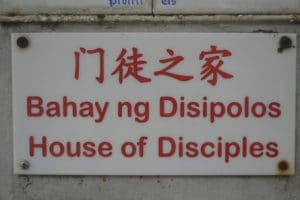 门徒之家
Bahay ng Disipolos
House of Disciples